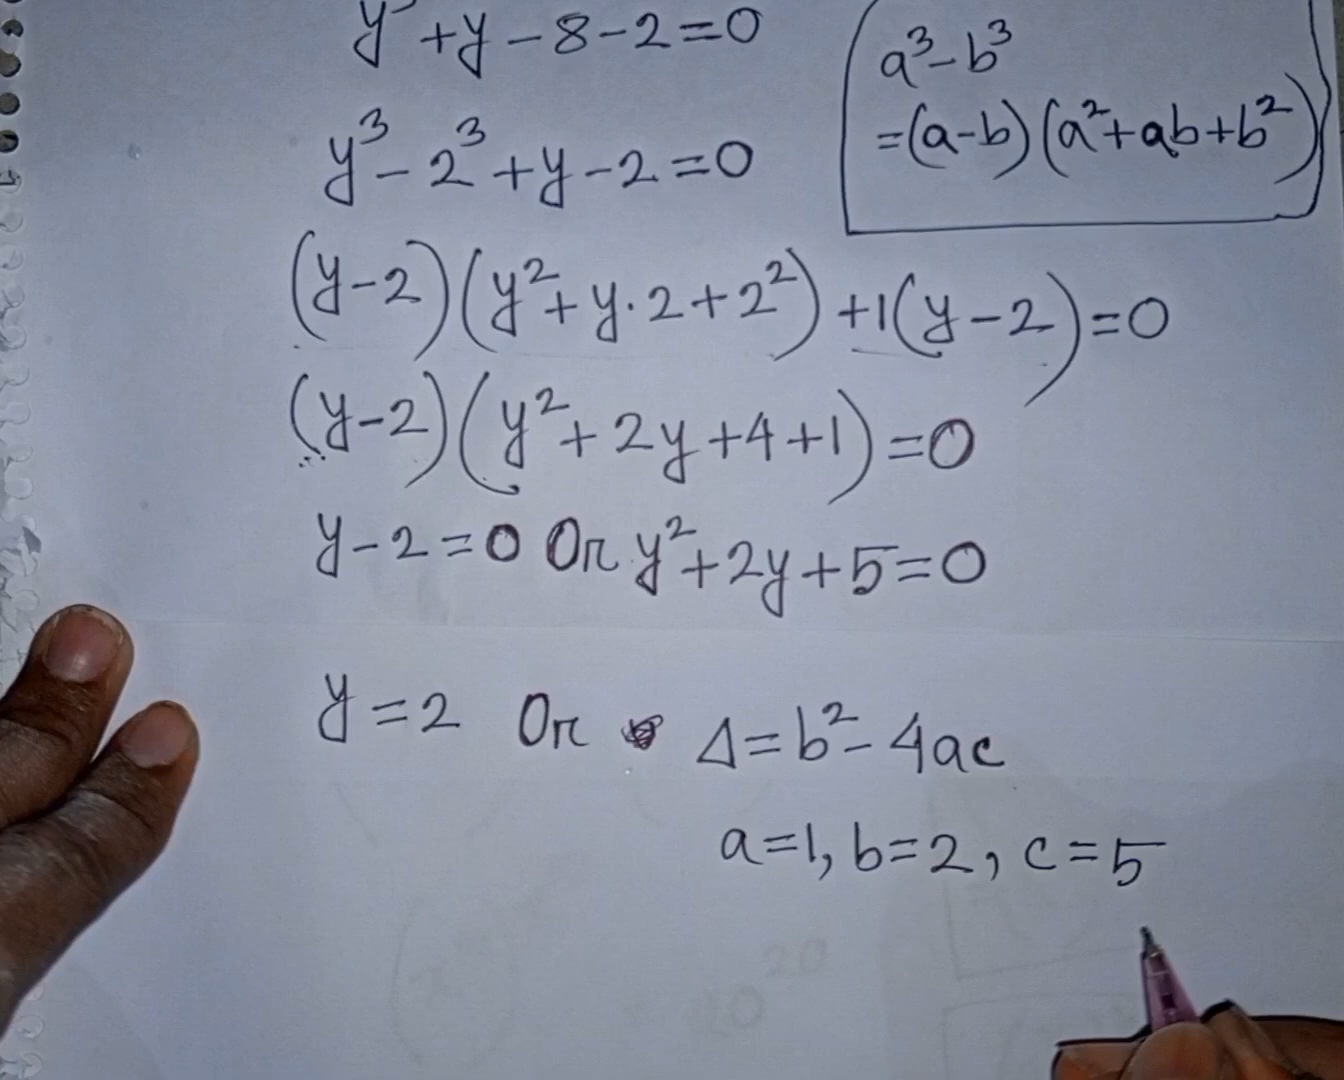 y³+y-8-2=0
y³-2³+y-2=0
(y-2)(y²+y·2+2²)+1(y-2)=0
(y-2)(y²+2y+4+1)=0
y-2=0 Or y²+2y+5=0
y=2 Or Δ=b²-4ac
a=1, b=2, c=5
a³-b³
=(a-b)(a²+ab+b²)